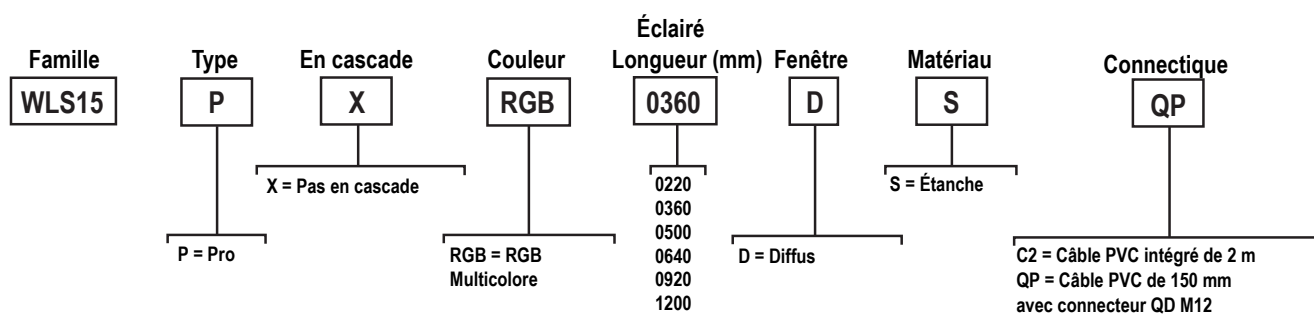 Famille
WLS15
Type
P
P = Pro
En cascade
X
X = Pas en cascade
Couleur
RGB
RGB = RGB
Multicolore
Éclairé
Longueur (mm)
0360
0220
0360
0500
0640
0920
1200
Fenêtre
D
D = Diffus
Matériau
S
S = Étanche
Connectique
QP
C2 = Câble PVC intégré de 2 m
QP = Câble PVC de 150 mm
avec connecteur QD M12